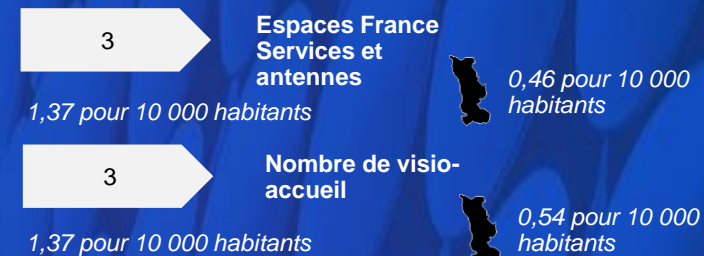 3
Espaces France
Services et
antennes
1,37 pour 10 000 habitants
0,46 pour 10 000
habitants
3
Nombre de visio-
accueil
1,37 pour 10 000 habitants
0,54 pour 10 000
habitants